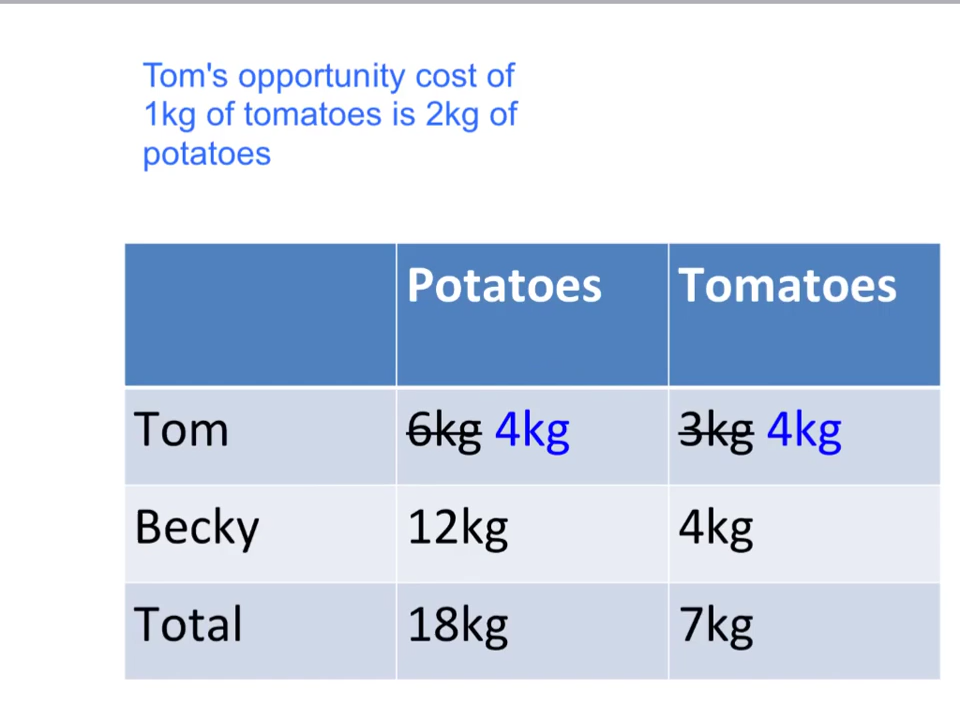 Tom's opportunity cost of
1kg of tomatoes is 2kg of
potatoes
Potatoes Tomatoes
Tom 6kg 4kg 3kg 4kg
Becky 12kg 4kg
Total 18kg 7kg